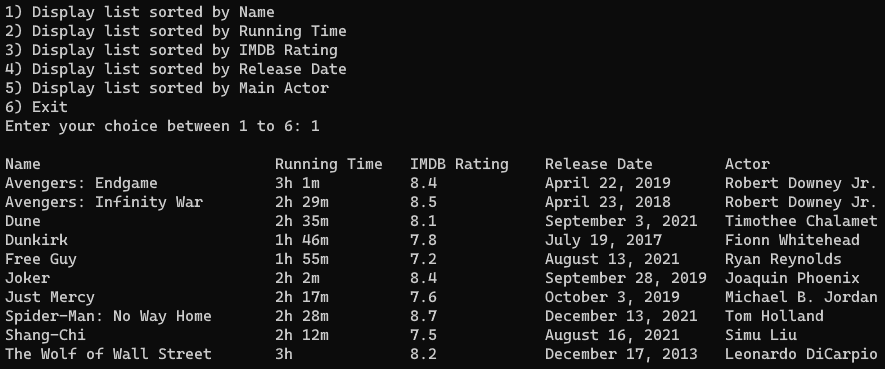 1) Display list sorted by Name
2) Display list sorted by Running Time
3) Display list sorted by IMDB Rating
4) Display list sorted by Release Date
5) Display list sorted by Main Actor
6) Exit
Enter your choice between 1 to 6: 1
Name Running Time IMDB Rating Release Date Actor
Avengers: Endgame 3h 1m 8.4 April 22, 2019 Robert Downey Jr.
Avengers: Infinity War 2h 29m 8.5 April 23, 2018 Robert Downey Jr.
Dune 2h 35m 8.1 September 3, 2021 Timothee Chalamet
Dunkirk 1h 46m 7.8 July 19, 2017 Fionn Whitehead
Free Guy 1h 55m 7.2 August 13, 2021 Ryan Reynolds
Joker 2h 2m 8.4 September 28, 2019 Joaquin Phoenix
Just Mercy 2h 17m 7.6 October 3, 2019 Michael B. Jordan
Spider-Man: No Way Home 2h 28m 8.7 December 13, 2021 Tom Holland
Shang-Chi 2h 12m 7.5 August 16, 2021 Simu Liu
The Wolf of Wall Street 3h 8.2 December 17, 2013 Leonardo DiCarpio